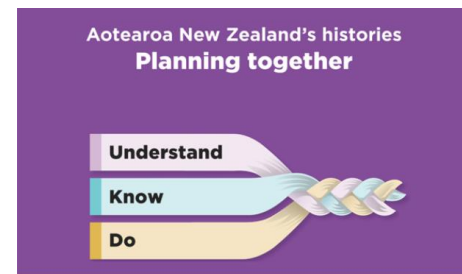 Aotearoa New Zealand's histories
Planning together
Understand
Know
Do